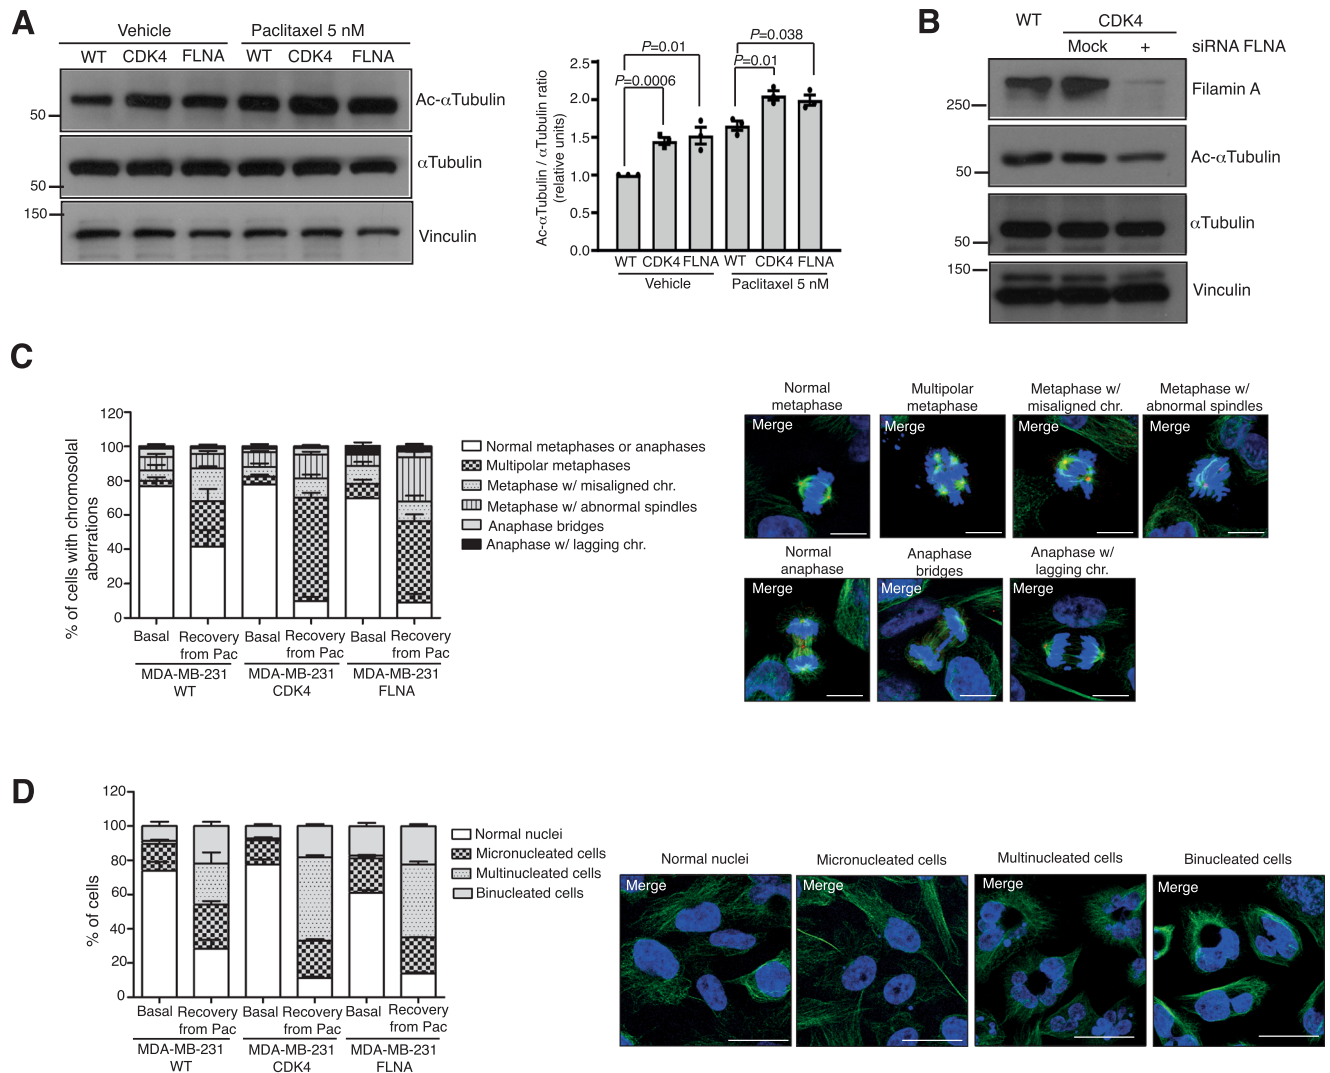 A
Vehicle
Paclitaxel 5 nM
WT CDK4 FLNA WT CDK4 FLNA
50
Ac-αTubulin
αTubulin
50
150
Vinculin
Ac-αTubulin / αTubulin ratio
(relative units)
2.5
2.0
1.5
1.0
0.5
0.0
P=0.01
P=0.0006
P=0.038
P=0.01
WT CDK4 FLNA WT CDK4 FLNA
Vehicle
Paclitaxel 5 nM
B
WT
CDK4
Mock + siRNA FLNA
250
Filamin A
Ac-αTubulin
50
αTubulin
50
150
Vinculin
C
% of cells with chromosolal
aberrations
120
100
80
60
40
20
0
Basal Recovery from Pac Basal Recovery from Pac Basal Recovery from Pac
MDA-MB-231 MDA-MB-231 MDA-MB-231
WT CDK4 FLNA
Normal metaphases or anaphases
Multipolar metaphases
Metaphase w/ misaligned chr.
Metaphase w/ abnormal spindles
Anaphase bridges
Anaphase w/ lagging chr.
Normal metaphase
Multipolar metaphase
Metaphase w/ misaligned chr.
Metaphase w/ abnormal spindles
Merge Merge Merge Merge
Normal anaphase
Anaphase bridges
Anaphase w/ lagging chr.
Merge Merge Merge
D
% of cells
120
100
80
60
40
20
0
Basal Recovery from Pac Basal Recovery from Pac Basal Recovery from Pac
MDA-MB-231 MDA-MB-231 MDA-MB-231
WT CDK4 FLNA
Normal nuclei
Micronucleated cells
Multinucleated cells
Binucleated cells
Normal nuclei
Micronucleated cells
Multinucleated cells
Binucleated cells
Merge Merge Merge Merge